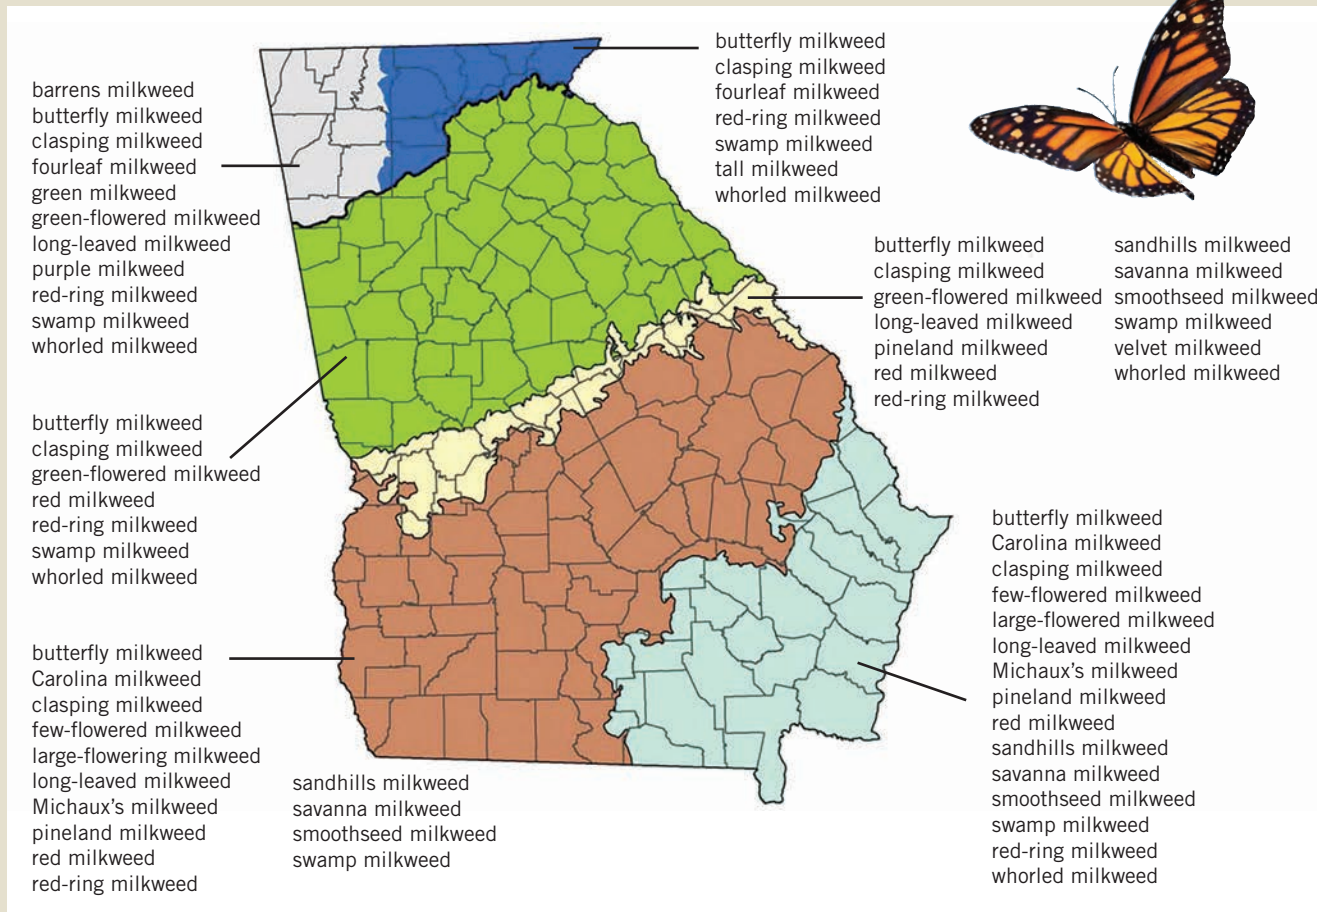 barrens milkweed
butterfly milkweed
clasping milkweed
fourleaf milkweed
green milkweed
green-flowered milkweed
long-leaved milkweed
purple milkweed
red-ring milkweed
swamp milkweed
whorled milkweed
butterfly milkweed
clasping milkweed
fourleaf milkweed
red-ring milkweed
swamp milkweed
tall milkweed
whorled milkweed
butterfly milkweed
clasping milkweed
green-flowered milkweed
long-leaved milkweed
pineland milkweed
red milkweed
red-ring milkweed
sandhills milkweed
savanna milkweed
smoothseed milkweed
swamp milkweed
velvet milkweed
whorled milkweed
butterfly milkweed
clasping milkweed
green-flowered milkweed
red milkweed
red-ring milkweed
swamp milkweed
whorled milkweed
butterfly milkweed
Carolina milkweed
clasping milkweed
few-flowered milkweed
large-flowering milkweed
long-leaved milkweed
Michaux's milkweed
pineland milkweed
red milkweed
red-ring milkweed
sandhills milkweed
savanna milkweed
smoothseed milkweed
swamp milkweed
butterfly milkweed
Carolina milkweed
clasping milkweed
few-flowered milkweed
large-flowered milkweed
long-leaved milkweed
Michaux's milkweed
pineland milkweed
red milkweed
sandhills milkweed
savanna milkweed
smoothseed milkweed
swamp milkweed
red-ring milkweed
whorled milkweed